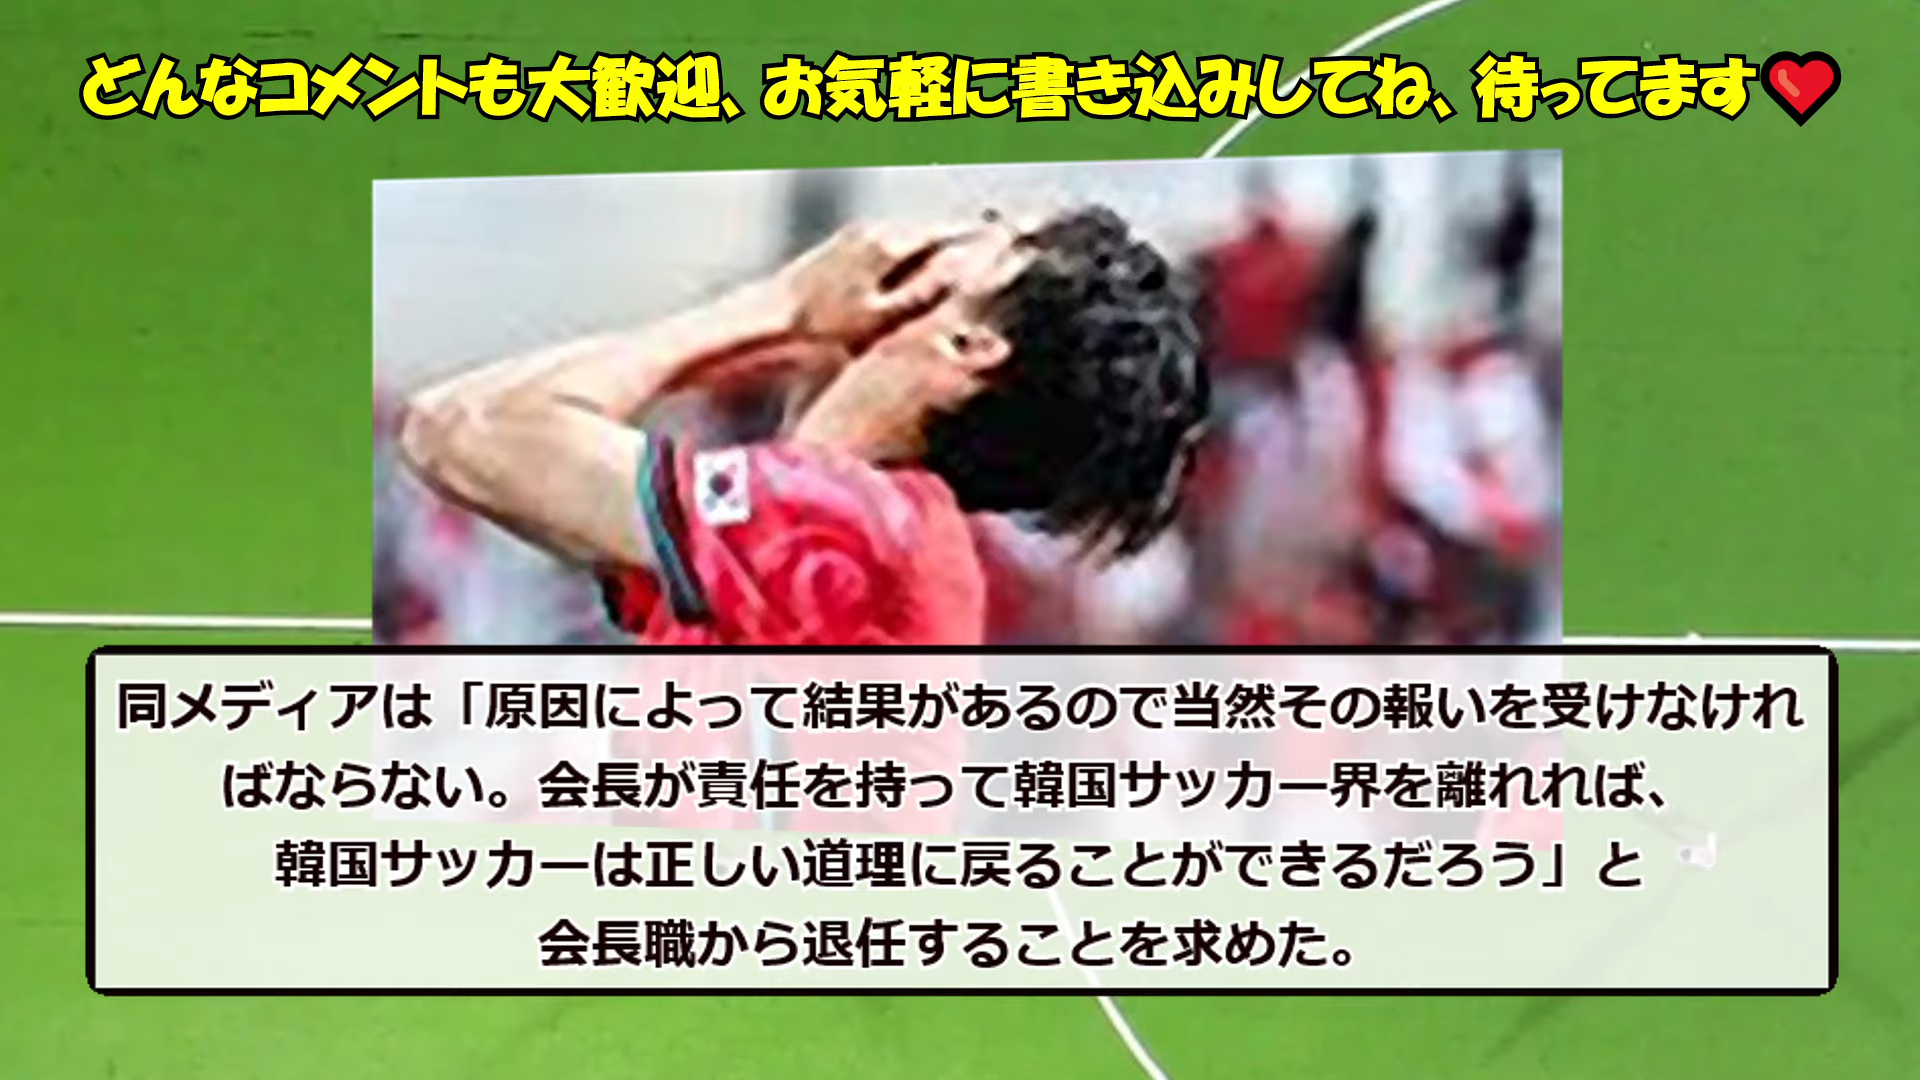 どんなコメントも大歓迎、お気軽に書き込みしてね、待ってます❤
同メディアは「原因によって結果があるので当然その報いを受けなけれ
ばならない。会長が責任を持って韓国サッカー界を離れれば、
韓国サッカーは正しい道理に戻ることができるだろう」と
会長職から退任することを求めた。